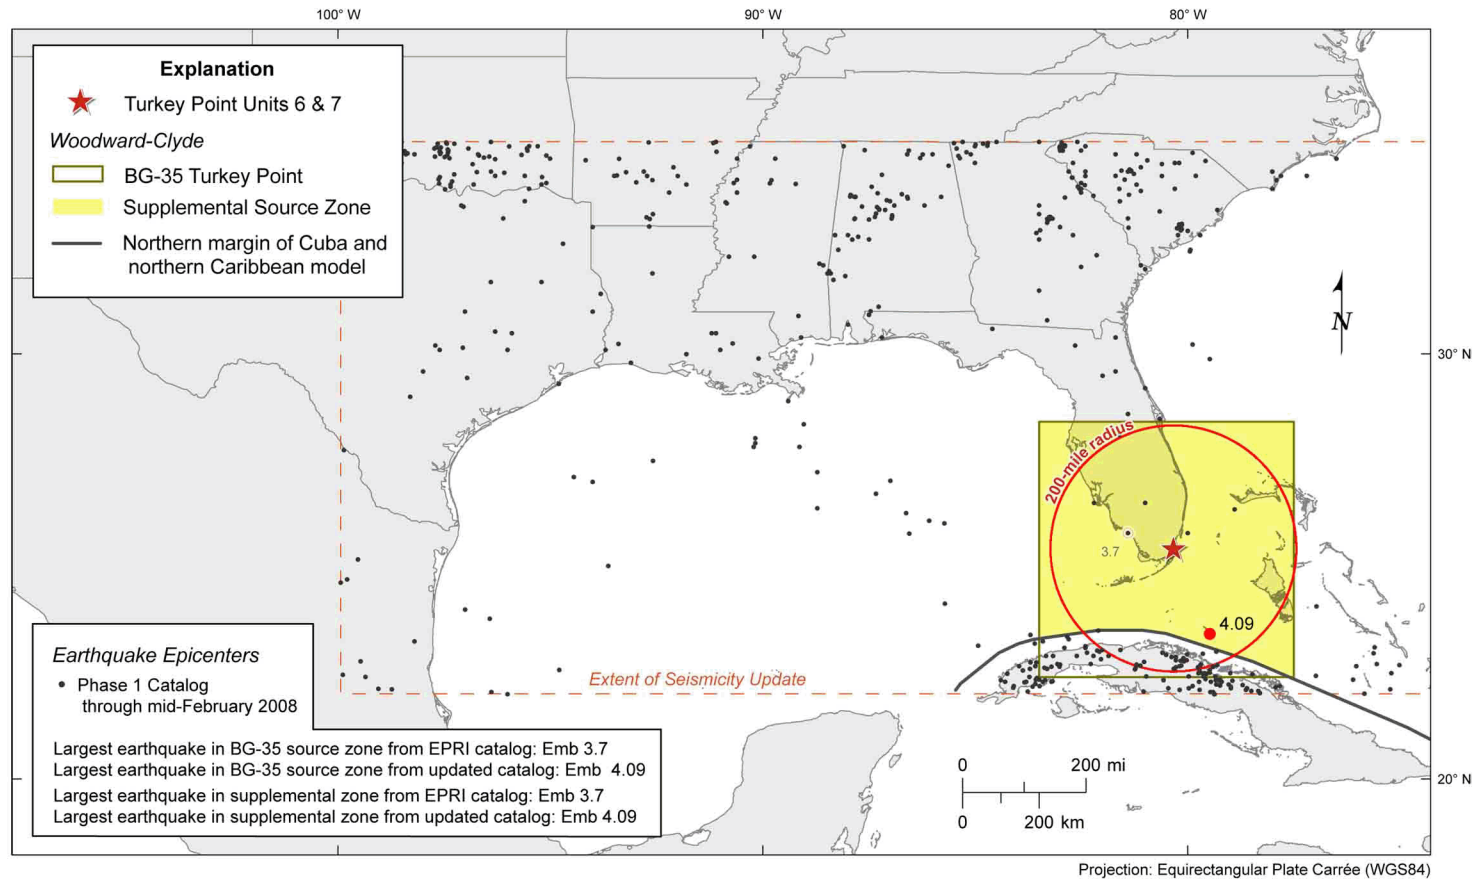 100° W
90° W
80° W
Explanation
Turkey Point Units 6 & 7
Woodward-Clyde
BG-35 Turkey Point
Supplemental Source Zone
Northern margin of Cuba and
northern Caribbean model
N
30° N
200-mile radius
3.7
4.09
Earthquake Epicenters
Phase 1 Catalog
through mid-February 2008
Extent of Seismicity Update
Largest earthquake in BG-35 source zone from EPRI catalog: Emb 3.7
Largest earthquake in BG-35 source zone from updated catalog: Emb 4.09
Largest earthquake in supplemental zone from EPRI catalog: Emb 3.7
Largest earthquake in supplemental zone from updated catalog: Emb 4.09
0 200 mi
0 200 km
20° N
Projection: Equirectangular Plate Carrée (WGS84)